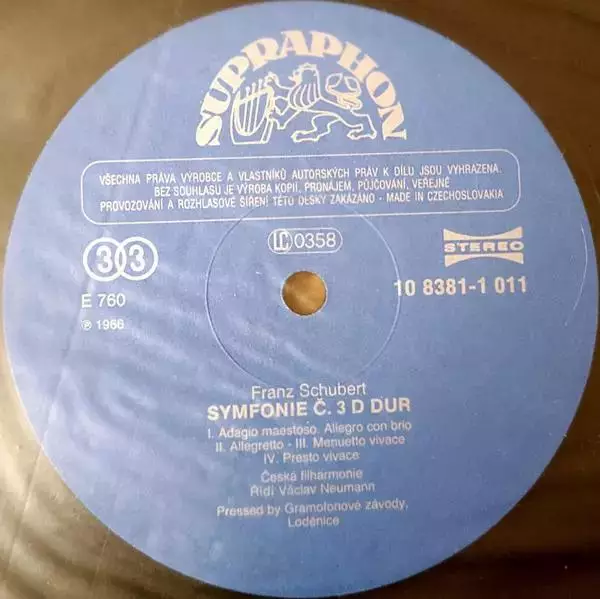 SUPRAPHON
VŠECHNA PRÁVA VÝROBCE A VLASTNÍKŮ AUTORSKÝCH PRÁV K DÍLU JSOU VYHRAZENA.
BEZ SOUHLASU JE VÝROBA KOPIÍ, PRONÁJEM, PŮJČOVÁNÍ, VEŘEJNÉ
PROVOZOVÁNÍ A ROZHLASOVÉ ŠÍŘENÍ TÉTO DESKY ZAKÁZÁNO - MADE IN CZECHOSLOVAKIA
33
LC 0358
STEREO
E 760
10 8381-1 011
℗ 1966
Franz Schubert
SYMFONIE Č. 3 D DUR
I. Adagio maestoso. Allegro con brio
II. Allegretto - III. Menuetto vivace
IV. Presto vivace
Česká filharmonie
Řídí Václav Neumann
Pressed by Gramofonové závody,
Loděnice